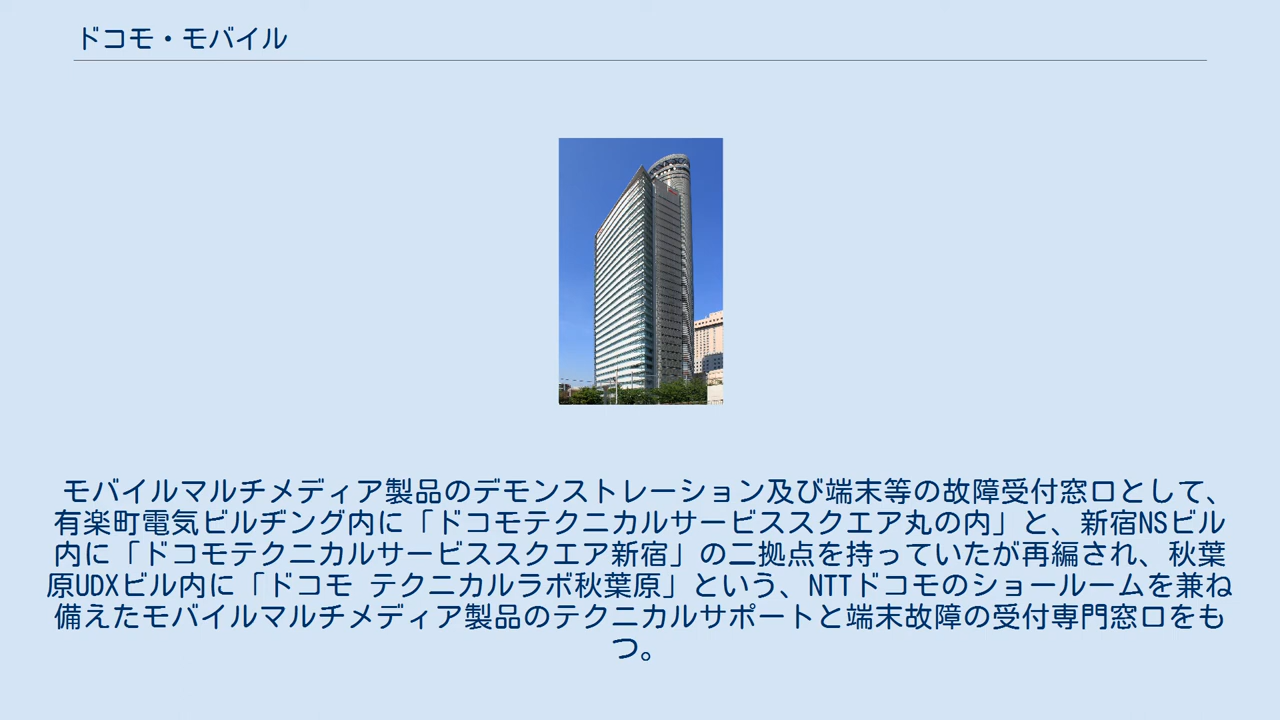 ドコモ・モバイル
モバイルマルチメディア製品のデモンストレーション及び端末等の故障受付窓口として、
有楽町電気ビルヂング内に「ドコモテクニカルサービススクエア丸の内」と、新宿NSビル
内に「ドコモテクニカルサービススクエア新宿」の二拠点を持っていたが再編され、秋葉
原UDXビル内に「ドコモ テクニカルラボ秋葉原」という、NTTドコモのショールームを兼ね
備えたモバイルマルチメディア製品のテクニカルサポートと端末故障の受付専門窓口をも
つ。